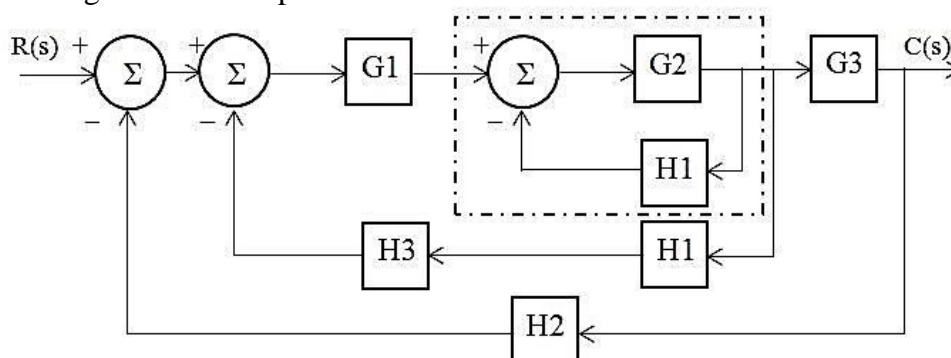 R(s) + + + C(s)
Σ Σ G1 Σ G2 G3
− − −
H1
H3 H1
H2